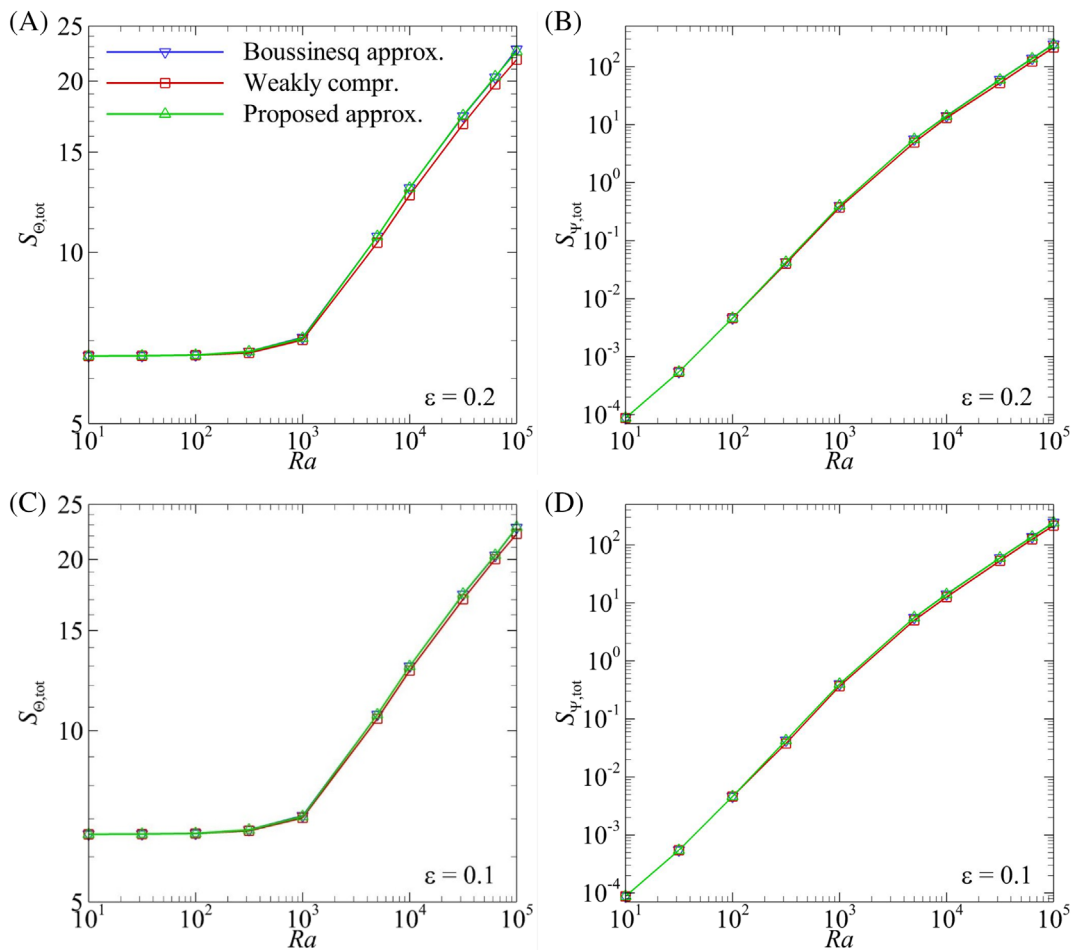 (A)
25
20
15
10
5
S_Θ,tot
Boussinesq approx.
Weakly compr.
Proposed approx.
ε = 0.2
10^1 10^2 10^3 10^4 10^5
Ra
(B)
10^2
10^1
10^0
10^-1
10^-2
10^-3
10^-4
S_Ψ,tot
ε = 0.2
10^1 10^2 10^3 10^4 10^5
Ra
(C)
25
20
15
10
5
S_Θ,tot
ε = 0.1
10^1 10^2 10^3 10^4 10^5
Ra
(D)
10^2
10^1
10^0
10^-1
10^-2
10^-3
10^-4
S_Ψ,tot
ε = 0.1
10^1 10^2 10^3 10^4 10^5
Ra